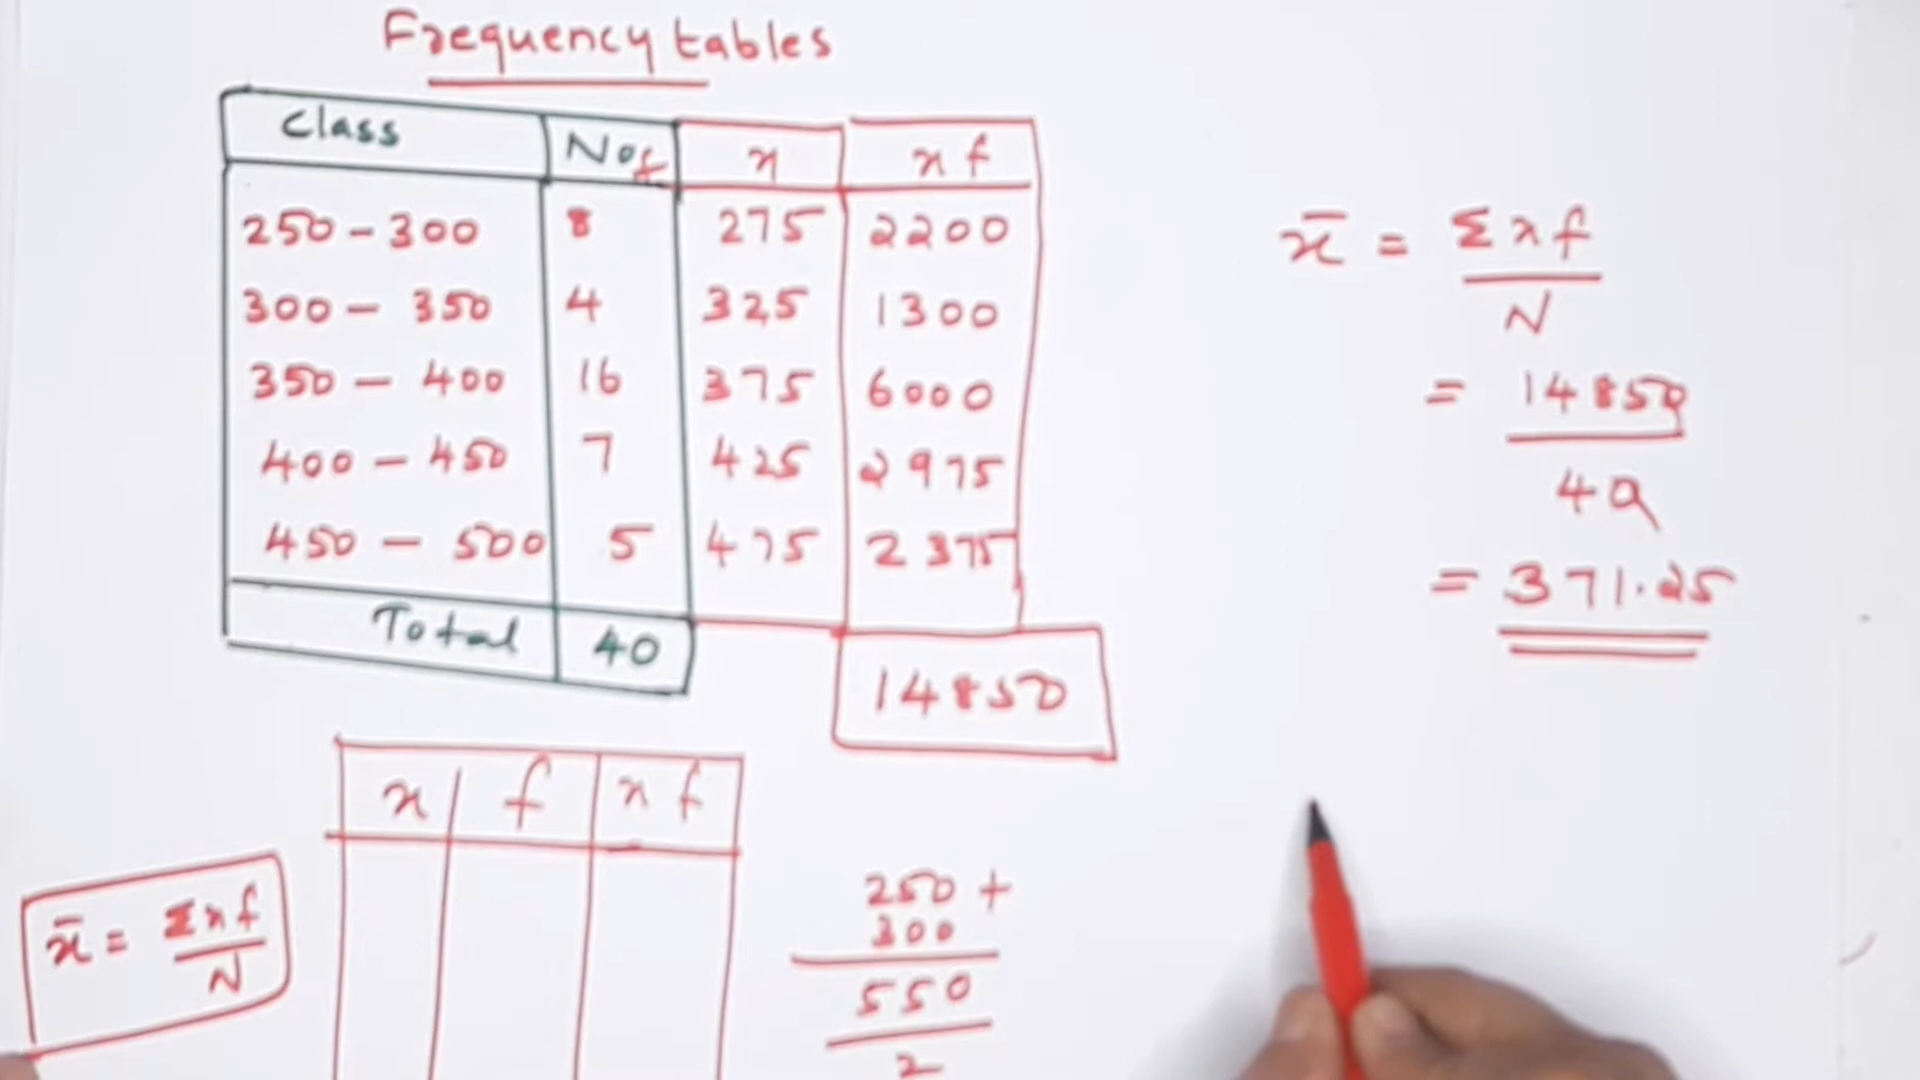 Frequency tables
Class No f x xf
250 - 300 8 275 2200
300 - 350 4 325 1300
350 - 400 16 375 6000
400 - 450 7 425 2975
450 - 500 5 475 2375
Total 40 14850
x̄ = Σxf / N
= 14850 / 40
= 371.25
x f xf
x̄ = Σxf / N
250 +
300
550
2